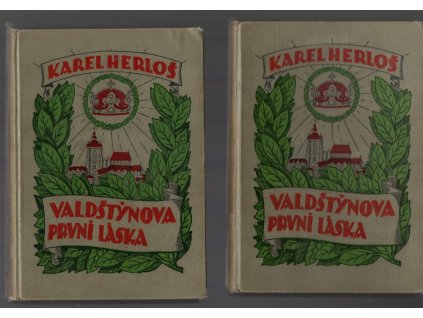 KAREL HERLOŠ
VALDŠTÝNOVA
PRVNÍ LÁSKA
KAREL HERLOŠ
VALDŠTÝNOVA
PRVNÍ LÁSKA